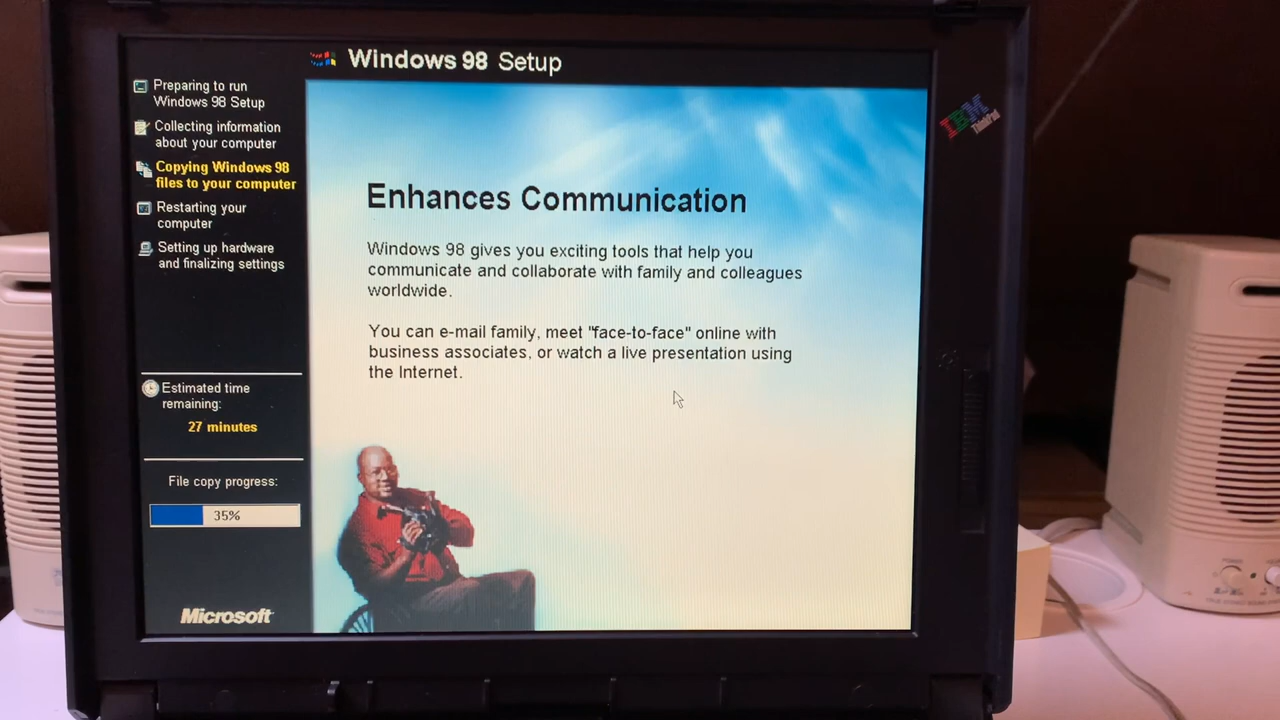 Windows 98 Setup
Preparing to run
Windows 98 Setup
Collecting information
about your computer
Copying Windows 98
files to your computer
Restarting your
computer
Setting up hardware
and finalizing settings
Estimated time
remaining:
27 minutes
File copy progress:
35%
Microsoft
Enhances Communication
Windows 98 gives you exciting tools that help you
communicate and collaborate with family and colleagues
worldwide.
You can e-mail family, meet "face-to-face" online with
business associates, or watch a live presentation using
the Internet.
IBM
ThinkPad